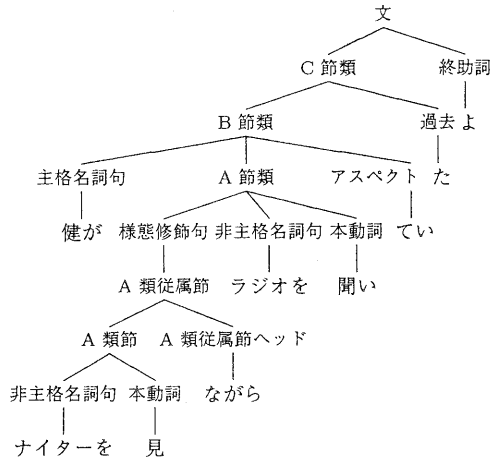 文
C 節類 終助詞
B 節類 過去 よ
主格名詞句 A 節類 アスペクト た
健が 様態修飾句 非主格名詞句 本動詞 てい
A 類従属節 ラジオを 聞い
A 類節 A 類従属節ヘッド
非主格名詞句 本動詞 ながら
ナイターを 見